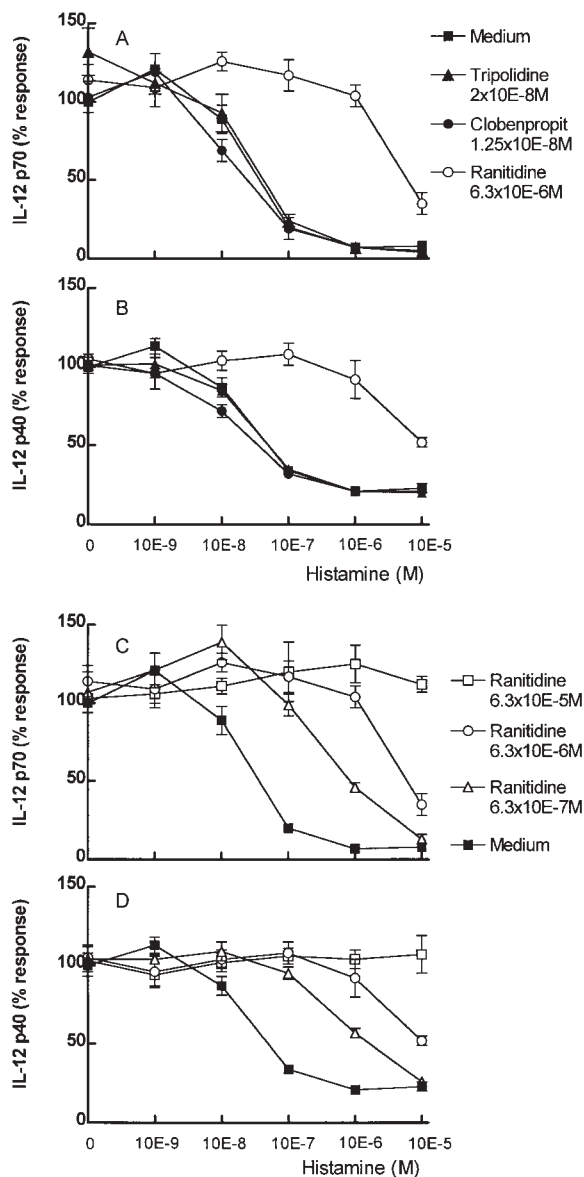 A
IL-12 p70 (% response)
150
100
50
0
Medium
Tripolidine
2x10E-8M
Clobenpropit
1.25x10E-8M
Ranitidine
6.3x10E-6M
B
IL-12 p40 (% response)
150
100
50
0
0 10E-9 10E-8 10E-7 10E-6 10E-5
Histamine (M)
C
IL-12 p70 (% response)
150
100
50
0
Ranitidine
6.3x10E-5M
Ranitidine
6.3x10E-6M
Ranitidine
6.3x10E-7M
Medium
D
IL-12 p40 (% response)
150
100
50
0
0 10E-9 10E-8 10E-7 10E-6 10E-5
Histamine (M)